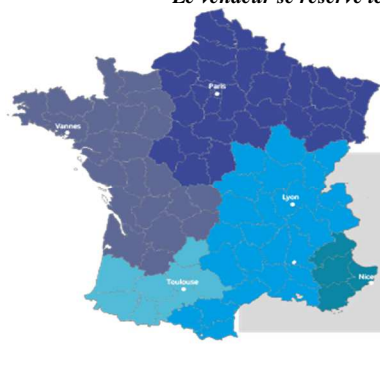 Le vendeur se réserve le
Paris
Vannes
Lyon
Toulouse
Nice